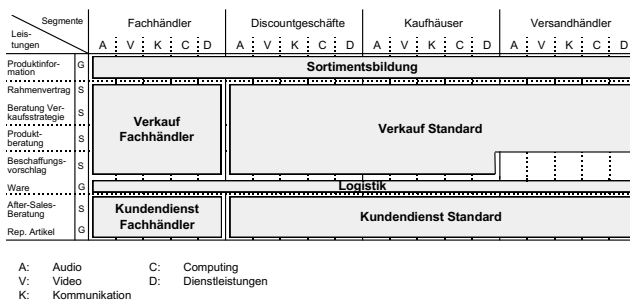 Segmente
Leis-
tungen
Fachhändler Discountgeschäfte Kaufhäuser Versandhändler
A V K C D A V K C D A V K C D A V K C D
Produktinfor-
mation G Sortimentsbildung
Rahmenvertrag S
Beratung Ver-
kaufsstrategie S
Verkauf
Fachhändler
Verkauf Standard
Produkt-
beratung S
Beschaffungs-
vorschlag S
Ware G Logistik
After-Sales-
Beratung S
Kundendienst
Fachhändler
Kundendienst Standard
Rep. Artikel G
A: Audio C: Computing
V: Video D: Dienstleistungen
K: Kommunikation